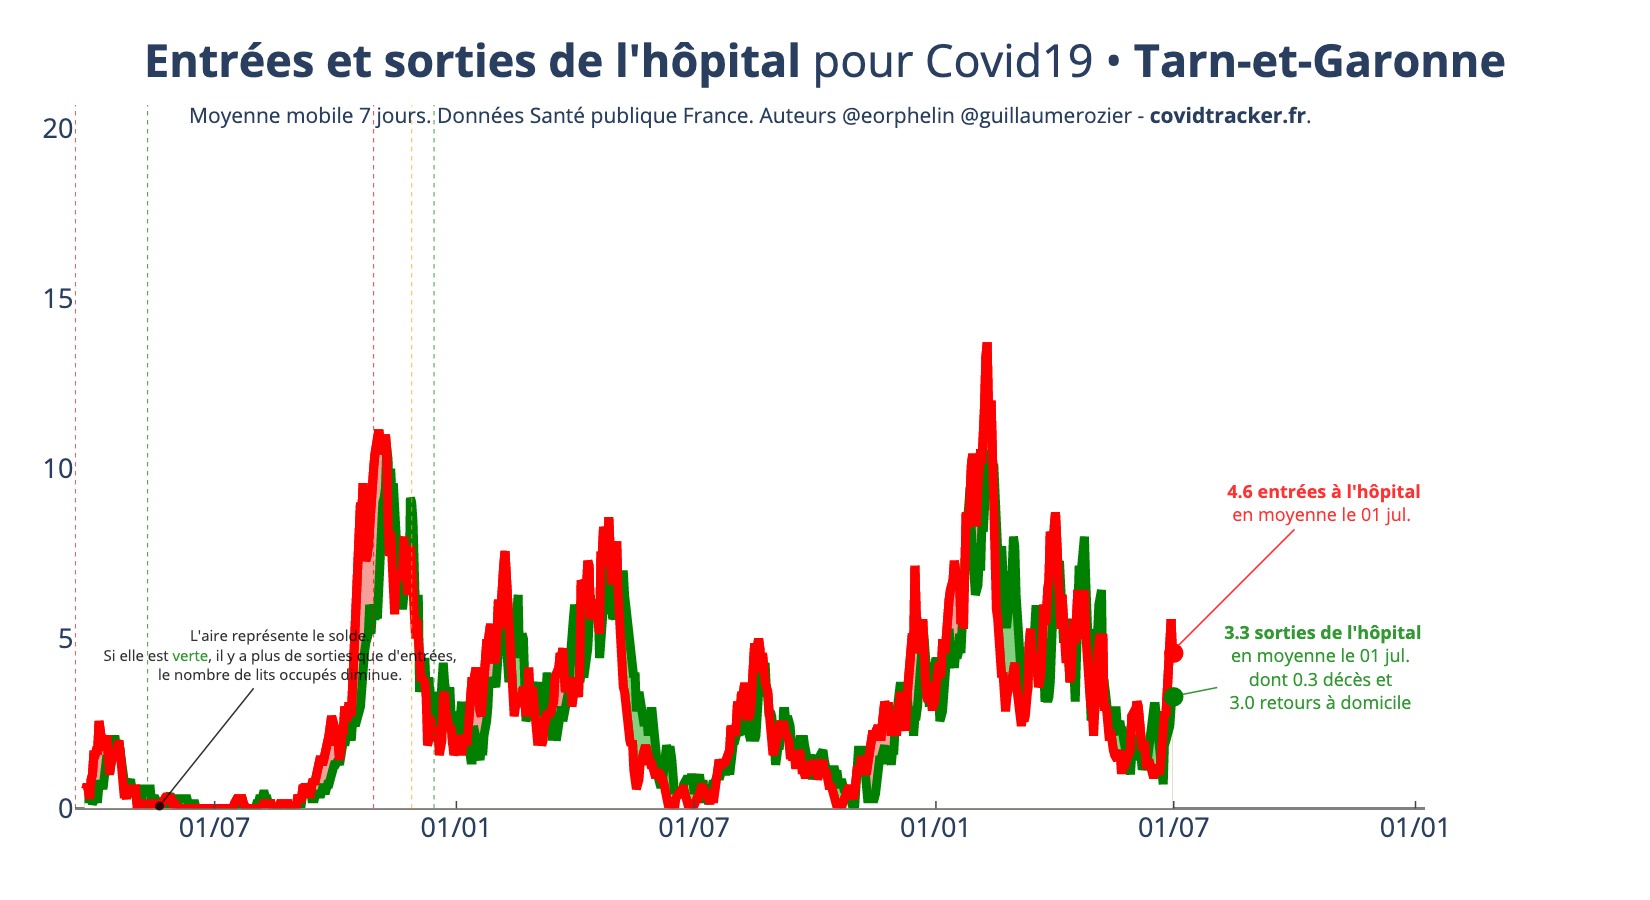 Entrées et sorties de l'hôpital pour Covid19 • Tarn-et-Garonne
Moyenne mobile 7 jours. Données Santé publique France. Auteurs @eorphelin @guillaumerozier - covidtracker.fr.
20
15
10
5
0
L'aire représente le solde.
Si elle est verte, il y a plus de sorties que d'entrées,
le nombre de lits occupés diminue.
4.6 entrées à l'hôpital
en moyenne le 01 jul.
3.3 sorties de l'hôpital
en moyenne le 01 jul.
dont 0.3 décès et
3.0 retours à domicile
01/07
01/01
01/07
01/01
01/07
01/01